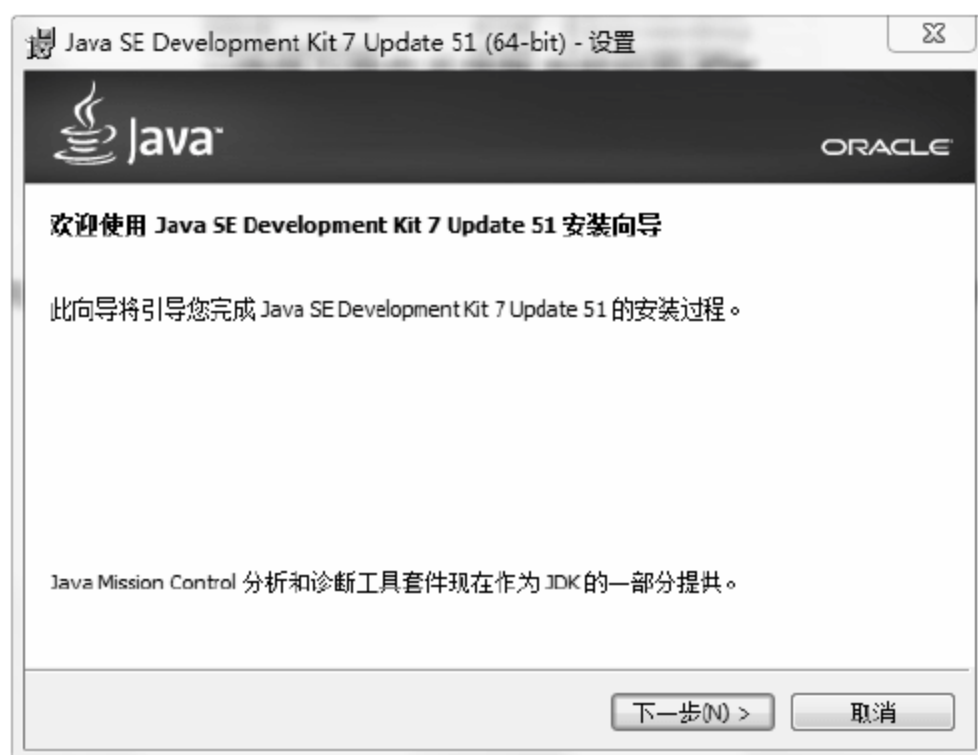 Java SE Development Kit 7 Update 51 (64-bit) - 设置
Java™
ORACLE
欢迎使用 Java SE Development Kit 7 Update 51 安装向导
此向导将引导您完成 Java SE Development Kit 7 Update 51 的安装过程。
Java Mission Control 分析和诊断工具套件现在作为 JDK 的一部分提供。
下一步(N) >
取消